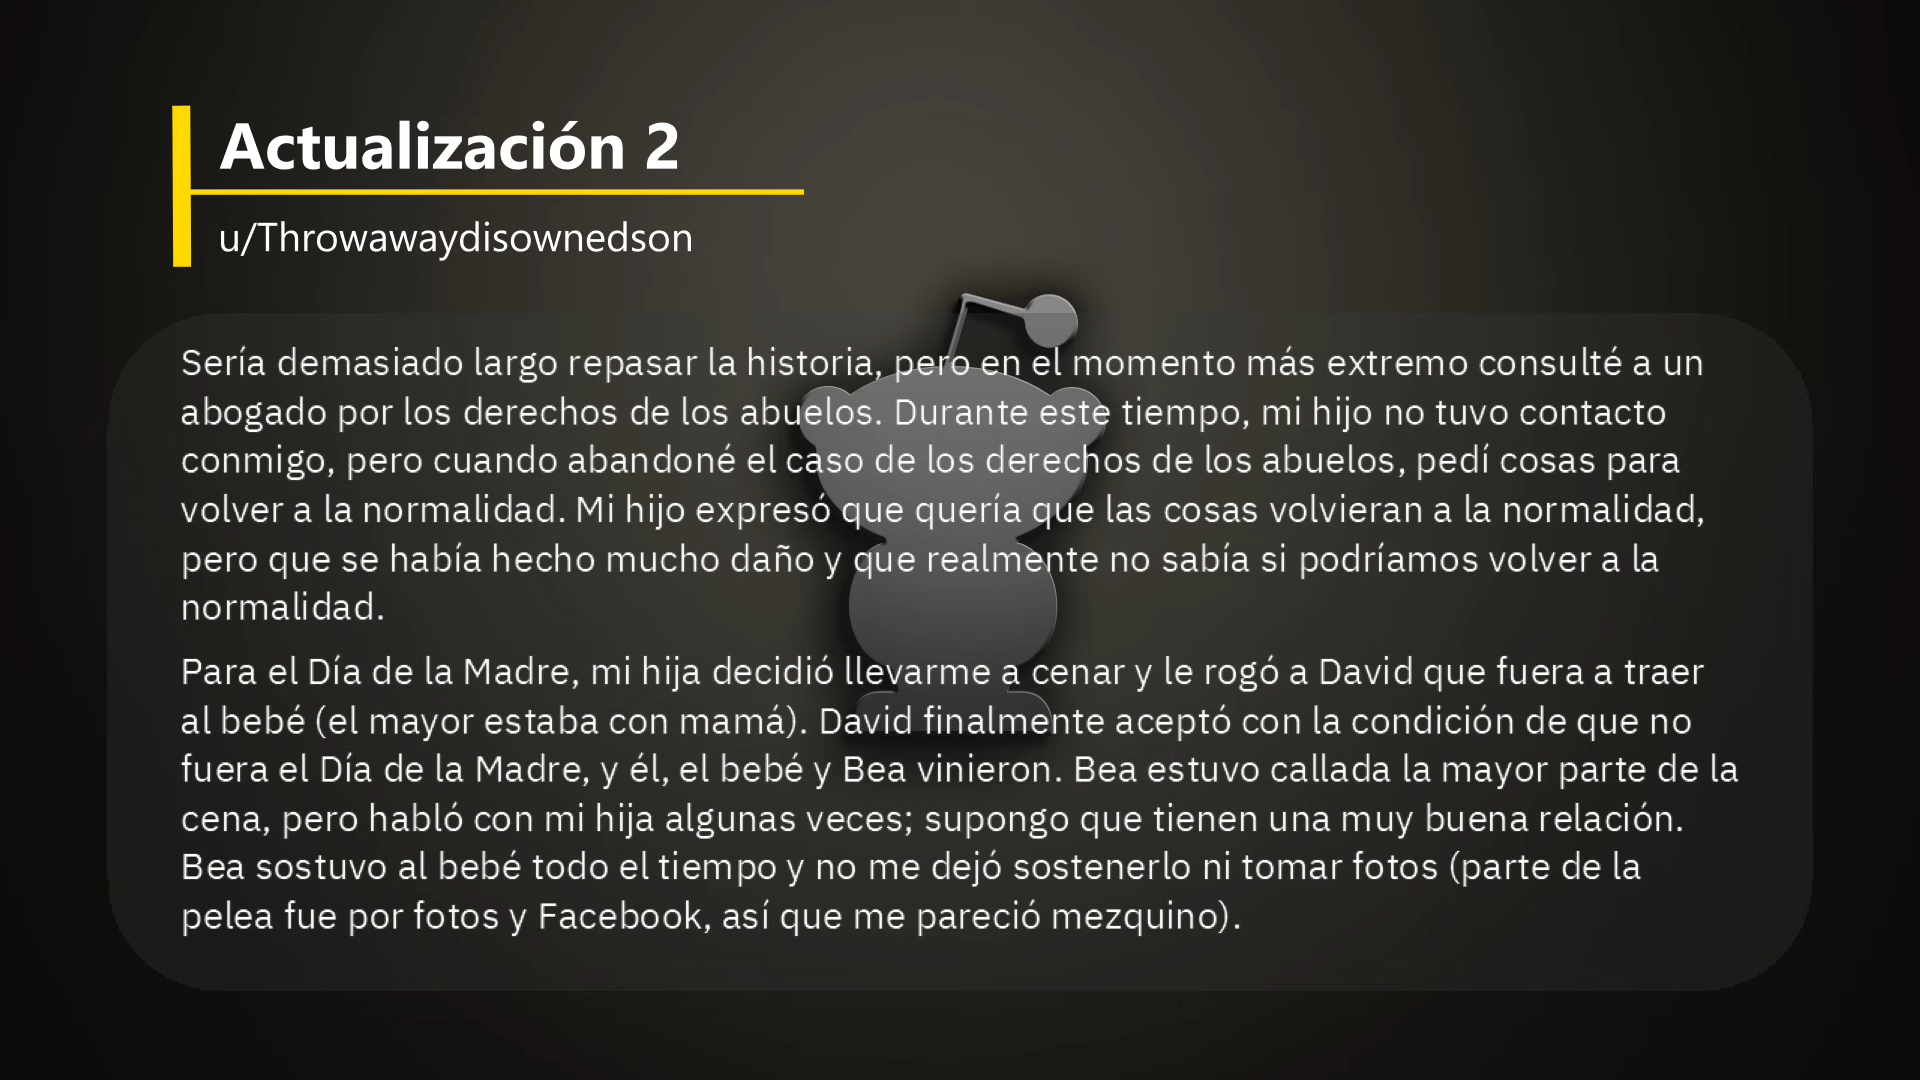 Actualización 2
u/Throwawaydisownedson
Sería demasiado largo repasar la historia, pero en el momento más extremo consulté a un
abogado por los derechos de los abuelos. Durante este tiempo, mi hijo no tuvo contacto
conmigo, pero cuando abandoné el caso de los derechos de los abuelos, pedí cosas para
volver a la normalidad. Mi hijo expresó que quería que las cosas volvieran a la normalidad,
pero que se había hecho mucho daño y que realmente no sabía si podríamos volver a la
normalidad.
Para el Día de la Madre, mi hija decidió llevarme a cenar y le rogó a David que fuera a traer
al bebé (el mayor estaba con mamá). David finalmente aceptó con la condición de que no
fuera el Día de la Madre, y él, el bebé y Bea vinieron. Bea estuvo callada la mayor parte de la
cena, pero habló con mi hija algunas veces; supongo que tienen una muy buena relación.
Bea sostuvo al bebé todo el tiempo y no me dejó sostenerlo ni tomar fotos (parte de la
pelea fue por fotos y Facebook, así que me pareció mezquino).